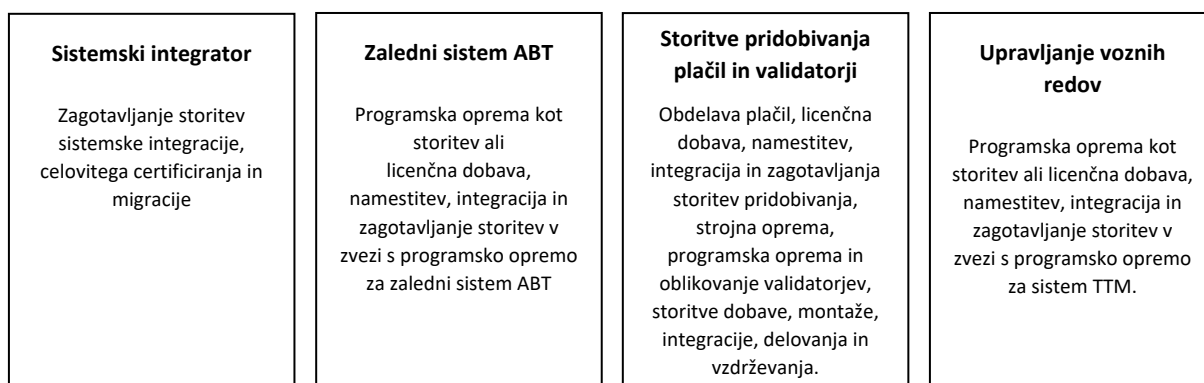 Sistemski integrator
Zagotavljanje storitev
sistemske integracije,
celovitega certificiranja in
migracije
Zaledni sistem ABT
Programska oprema kot
storitev ali
licenčna dobava,
namestitev, integracija in
zagotavljanje storitev v
zvezi s programsko opremo
za zaledni sistem ABT
Storitve pridobivanja
plačil in validatorji
Obdelava plačil, licenčna
dobava, namestitev,
integracija in zagotavljanja
storitev pridobivanja,
strojna oprema,
programska oprema in
oblikovanje validatorjev,
storitve dobave, montaže,
integracije, delovanja in
vzdrževanja.
Upravljanje voznih
redov
Programska oprema kot
storitev ali licenčna dobava,
namestitev, integracija in
zagotavljanje storitev v
zvezi s programsko opremo
za sistem TTM.